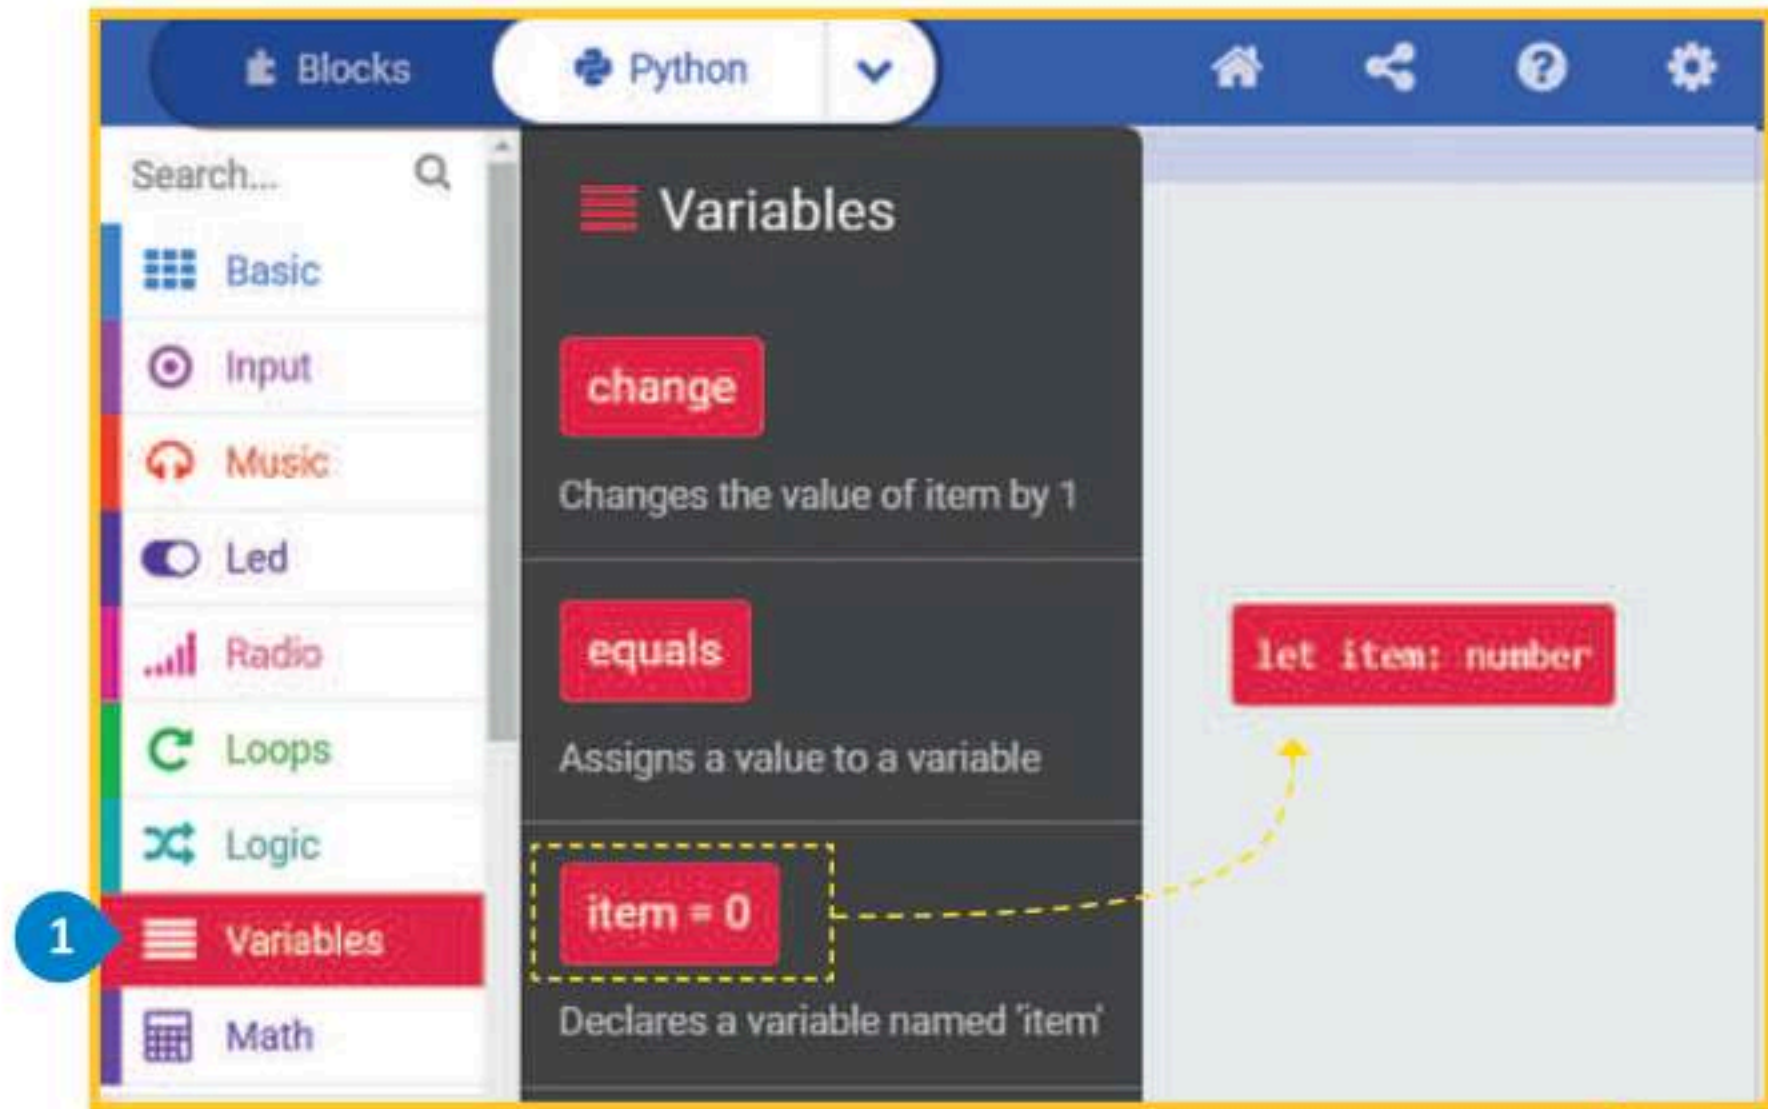 Blocks
Python
Search...
Basic
Input
Music
Led
Radio
Loops
Logic
1
Variables
Math
Variables
change
Changes the value of item by 1
equals
Assigns a value to a variable
item = 0
Declares a variable named 'item'
let item: number